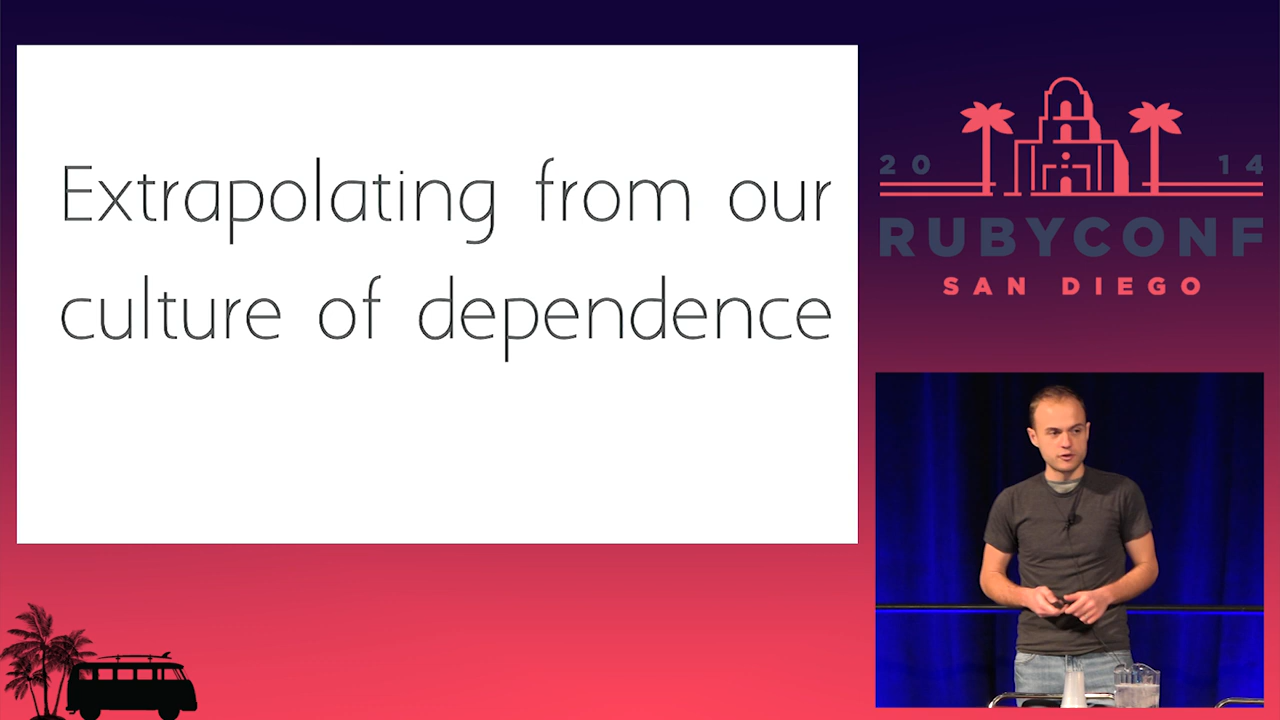 Extrapolating from our
culture of dependence
20 14
RUBYCONF
SAN DIEGO